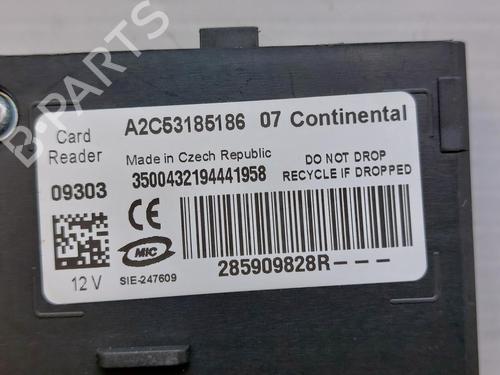 B-PARTS
A2C53185186 07 Continental
Card
Reader
Made in Czech Republic
DO NOT DROP
RECYCLE IF DROPPED
09303
3500432194441958
CE
MIC
12 V
SIE-247609
285909828R---